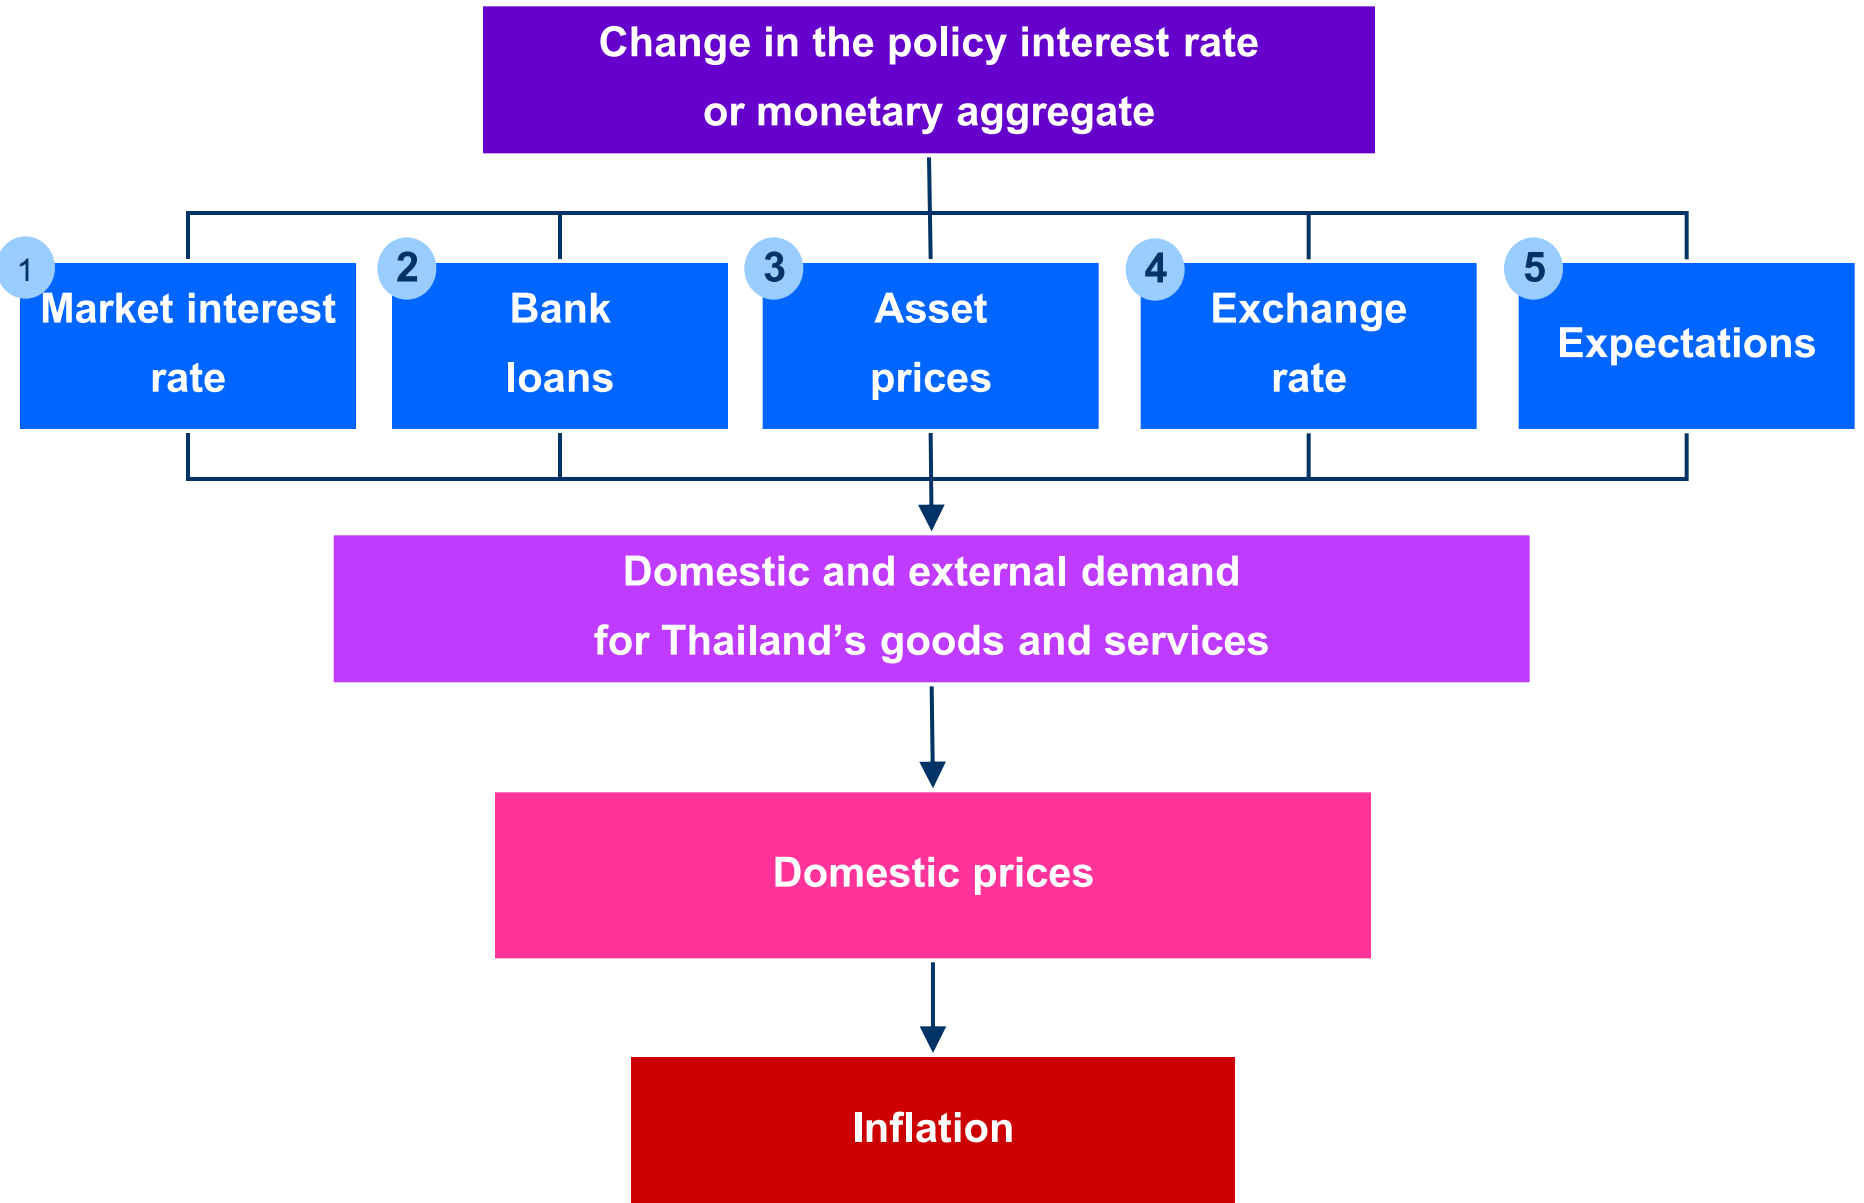 Change in the policy interest rate
or monetary aggregate
1
Market interest
rate
2
Bank
loans
3
Asset
prices
4
Exchange
rate
5
Expectations
Domestic and external demand
for Thailand’s goods and services
Domestic prices
Inflation